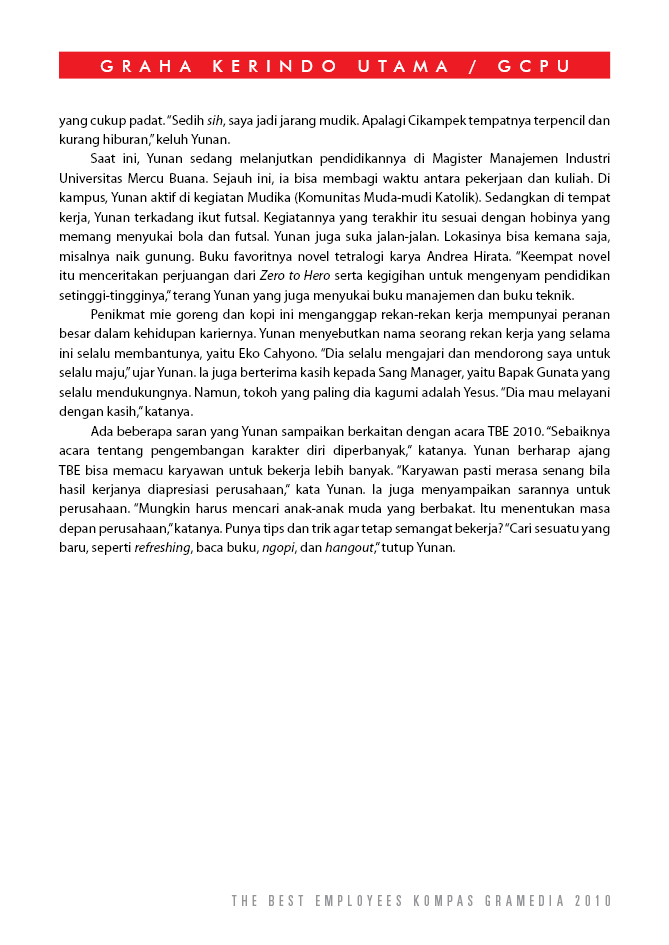 GRAHA KERINDO UTAMA / GCPU
yang cukup padat. “Sedih sih, saya jadi jarang mudik. Apalagi Cikampek tempatnya terpencil dan
kurang hiburan,” keluh Yunan.
Saat ini, Yunan sedang melanjutkan pendidikannya di Magister Manajemen Industri
Universitas Mercu Buana. Sejauh ini, ia bisa membagi waktu antara pekerjaan dan kuliah. Di
kampus, Yunan aktif di kegiatan Mudika (Komunitas Muda-mudi Katolik). Sedangkan di tempat
kerja, Yunan terkadang ikut futsal. Kegiatannya yang terakhir itu sesuai dengan hobinya yang
memang menyukai bola dan futsal. Yunan juga suka jalan-jalan. Lokasinya bisa kemana saja,
misalnya naik gunung. Buku favoritnya novel tetralogi karya Andrea Hirata. “Keempat novel
itu menceritakan perjuangan dari Zero to Hero serta kegigihan untuk mengenyam pendidikan
setinggi-tingginya,” terang Yunan yang juga menyukai buku manajemen dan buku teknik.
Penikmat mie goreng dan kopi ini menganggap rekan-rekan kerja mempunyai peranan
besar dalam kehidupan kariernya. Yunan menyebutkan nama seorang rekan kerja yang selama
ini selalu membantunya, yaitu Eko Cahyono. “Dia selalu mengajari dan mendorong saya untuk
selalu maju,” ujar Yunan. Ia juga berterima kasih kepada Sang Manager, yaitu Bapak Gunata yang
selalu mendukungnya. Namun, tokoh yang paling dia kagumi adalah Yesus. “Dia mau melayani
dengan kasih,” katanya.
Ada beberapa saran yang Yunan sampaikan berkaitan dengan acara TBE 2010. “Sebaiknya
acara tentang pengembangan karakter diri diperbanyak,” katanya. Yunan berharap ajang
TBE bisa memacu karyawan untuk bekerja lebih banyak. “Karyawan pasti merasa senang bila
hasil kerjanya diapresiasi perusahaan,” kata Yunan. Ia juga menyampaikan sarannya untuk
perusahaan. “Mungkin harus mencari anak-anak muda yang berbakat. Itu menentukan masa
depan perusahaan,” katanya. Punya tips dan trik agar tetap semangat bekerja? “Cari sesuatu yang
baru, seperti refreshing, baca buku, ngopi, dan hangout,” tutup Yunan.
THE BEST EMPLOYEES KOMPAS GRAMEDIA 2010